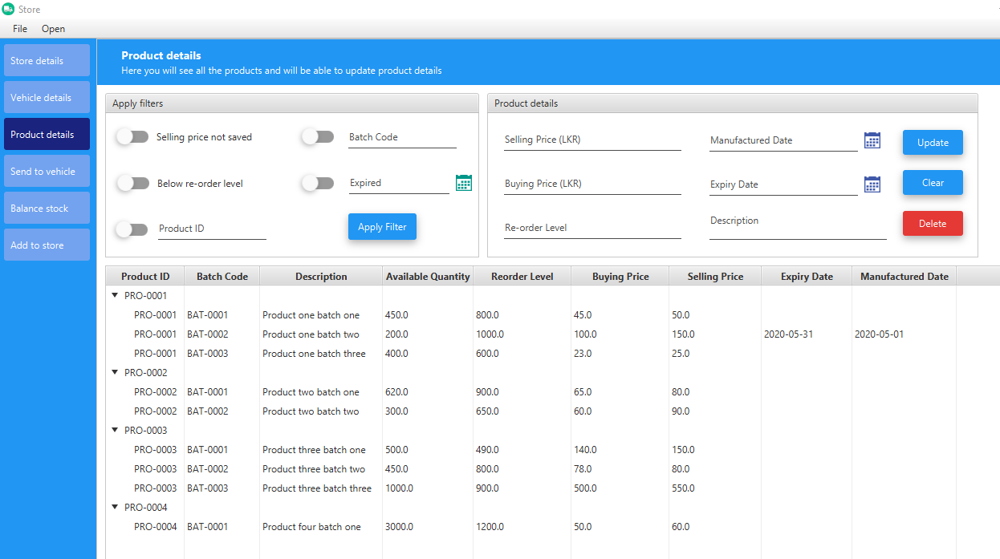 Store
File Open
Store details
Vehicle details
Product details
Send to vehicle
Balance stock
Add to store
Product details
Here you will see all the products and will be able to update product details
Apply filters
Selling price not saved
Batch Code
Below re-order level
Expired
Product ID
Apply Filter
Product details
Selling Price (LKR)
Manufactured Date
Update
Buying Price (LKR)
Expiry Date
Clear
Re-order Level
Description
Delete
Product ID Batch Code Description Available Quantity Reorder Level Buying Price Selling Price Expiry Date Manufactured Date
PRO-0001
PRO-0001 BAT-0001 Product one batch one 450.0 800.0 45.0 50.0
PRO-0001 BAT-0002 Product one batch two 200.0 1000.0 100.0 150.0 2020-05-31 2020-05-01
PRO-0001 BAT-0003 Product one batch three 400.0 600.0 23.0 25.0
PRO-0002
PRO-0002 BAT-0001 Product two batch one 620.0 900.0 65.0 80.0
PRO-0002 BAT-0002 Product two batch two 300.0 650.0 60.0 90.0
PRO-0003
PRO-0003 BAT-0001 Product three batch one 500.0 490.0 140.0 150.0
PRO-0003 BAT-0002 Product three batch two 450.0 800.0 78.0 80.0
PRO-0003 BAT-0003 Product three batch three 1000.0 900.0 500.0 550.0
PRO-0004
PRO-0004 BAT-0001 Product four batch one 3000.0 1200.0 50.0 60.0